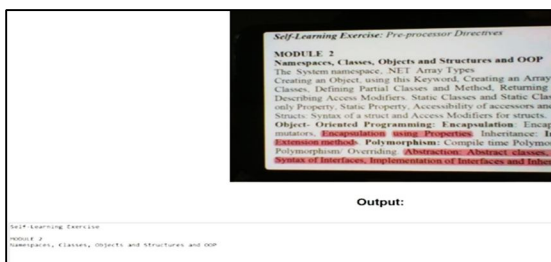 Self-Learning Exercise: Pre-processor Directives
MODULE 2
Namespaces, Classes, Objects and Structures and OOP
The System namespace, .NET Array Types
Creating an Object, using this Keyword, Creating an Array
Classes, Defining Partial Classes and Method, Returning
Describing Access Modifiers. Static Classes and Static Clas
only Property, Static Property, Accessibility of accessors and
Structs: Syntax of a struct and Access Modifiers for structs.
Object- Oriented Programming: Encapsulation: Encap
mutators, Encapsulation using Properties. Inheritance: I
Extension methods. Polymorphism: Compile time Polymo
Polymorphism/ Overriding. Abstraction: Abstract classes,
Syntax of Interfaces, Implementation of Interfaces and Inher
Output:
Self-Learning Exercise
MODULE 2
Namespaces, Classes, Objects and Structures and OOP